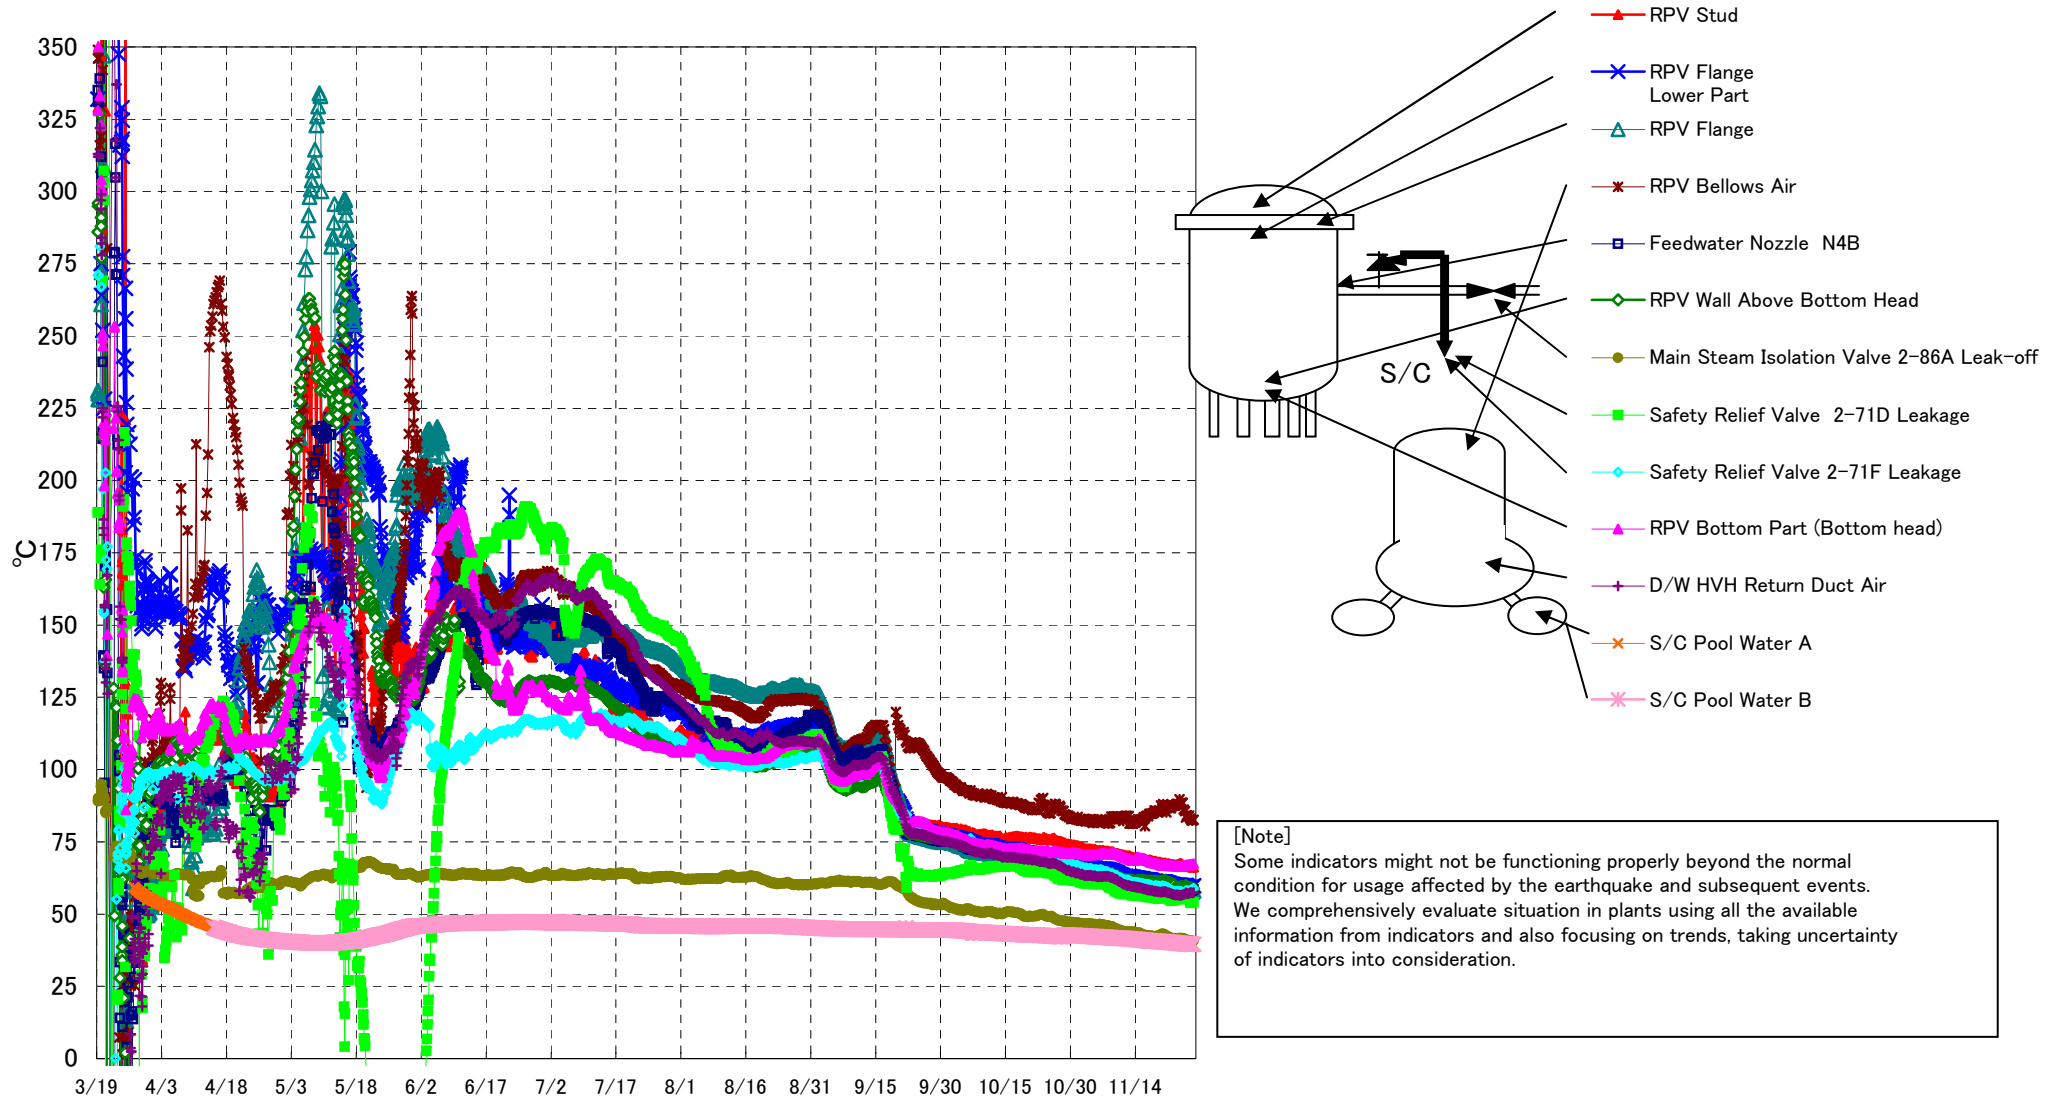 350
325
300
275
250
225
200
175
150
125
100
75
50
25
0
℃
3/19 4/3 4/18 5/3 5/18 6/2 6/17 7/2 7/17 8/1 8/16 8/31 9/15 9/30 10/15 10/30 11/14
RPV Stud
RPV Flange
Lower Part
RPV Flange
RPV Bellows Air
Feedwater Nozzle N4B
RPV Wall Above Bottom Head
Main Steam Isolation Valve 2-86A Leak-off
Safety Relief Valve 2-71D Leakage
Safety Relief Valve 2-71F Leakage
RPV Bottom Part (Bottom head)
D/W HVH Return Duct Air
S/C Pool Water A
S/C Pool Water B
S/C
[Note]
Some indicators might not be functioning properly beyond the normal
condition for usage affected by the earthquake and subsequent events.
We comprehensively evaluate situation in plants using all the available
information from indicators and also focusing on trends, taking uncertainty
of indicators into consideration.